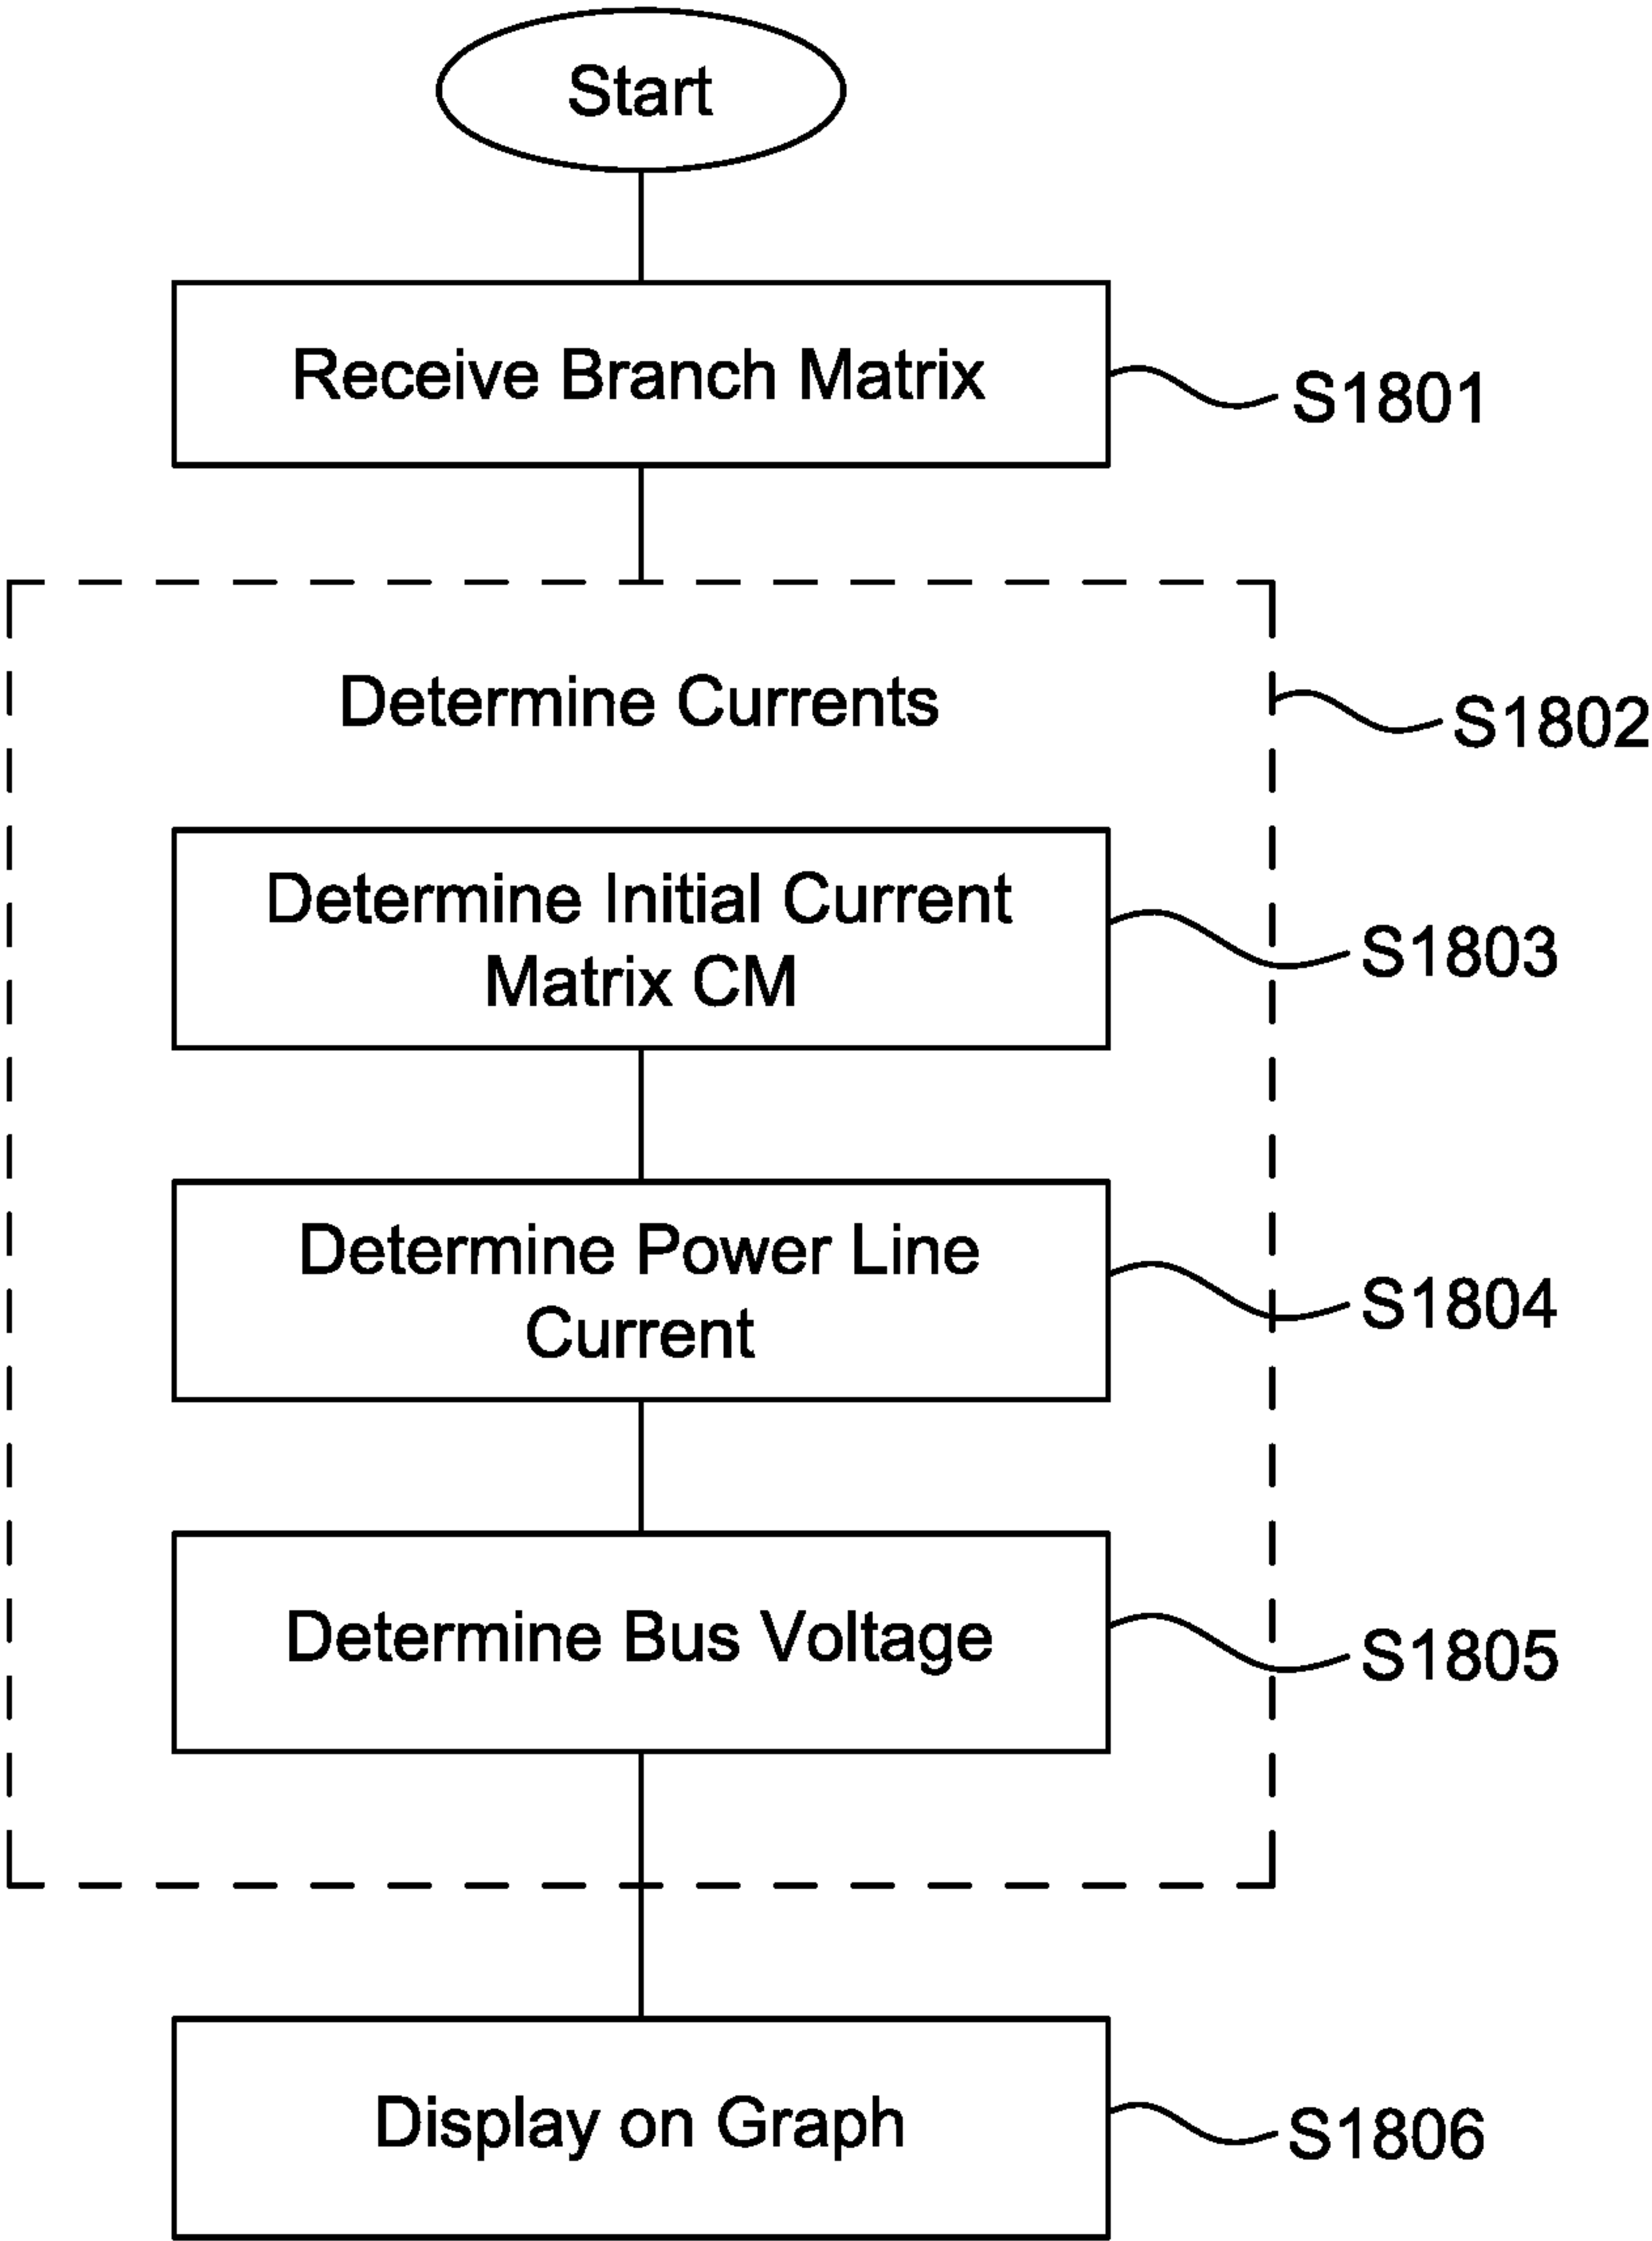 Start
Receive Branch Matrix
S1801
Determine Currents
S1802
Determine Initial Current
Matrix CM
S1803
Determine Power Line
Current
S1804
Determine Bus Voltage
S1805
Display on Graph
S1806